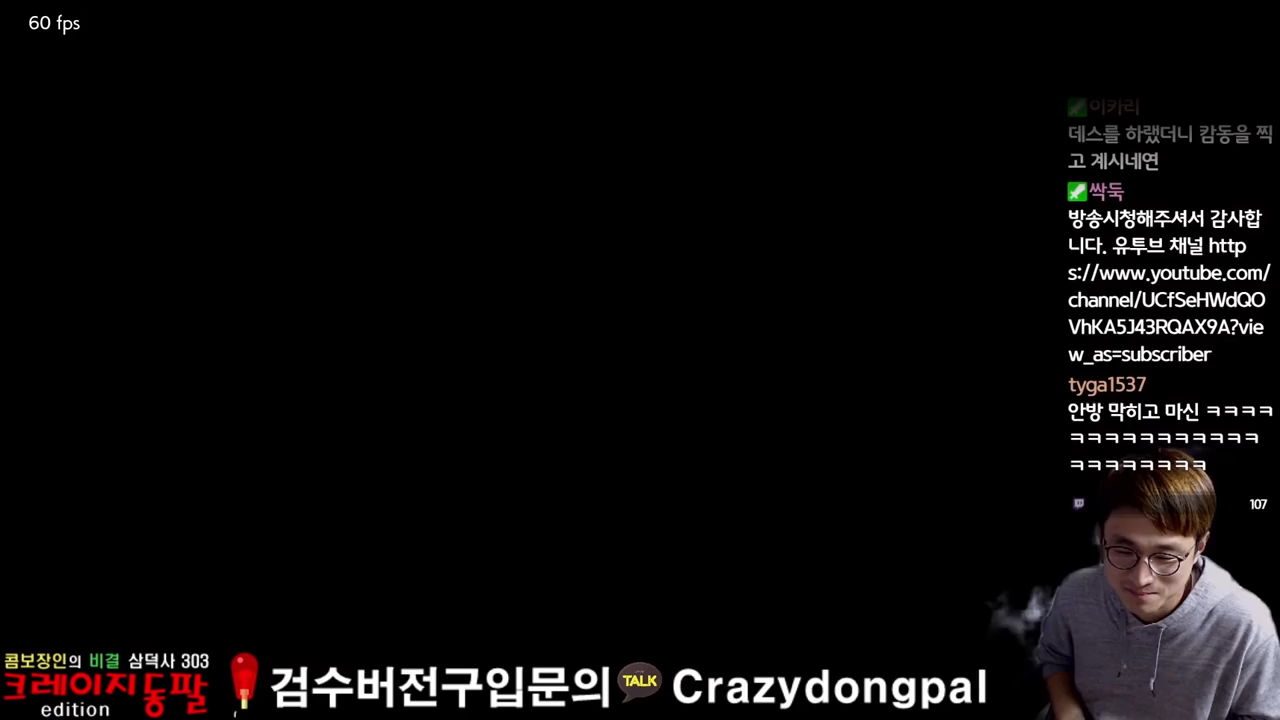 60 fps
이카리
데스를 하랬더니 캄동을 찍
고 계시네연
싹둑
방송시청해주셔서 감사합
니다. 유투브 채널 http
s://www.youtube.com/
channel/UCfSeHWdQO
VhKA5J43RQAX9A?vie
w_as=subscriber
tyga1537
안방 막히고 마신 ㅋㅋㅋㅋ
ㅋㅋㅋㅋㅋㅋㅋㅋㅋㅋㅋ
ㅋㅋㅋㅋㅋㅋㅋㅋ
107
콤보장인의 비결 삼덕사 303
크레이지동팔
edition
검수버전구입문의 TALK Crazydongpal